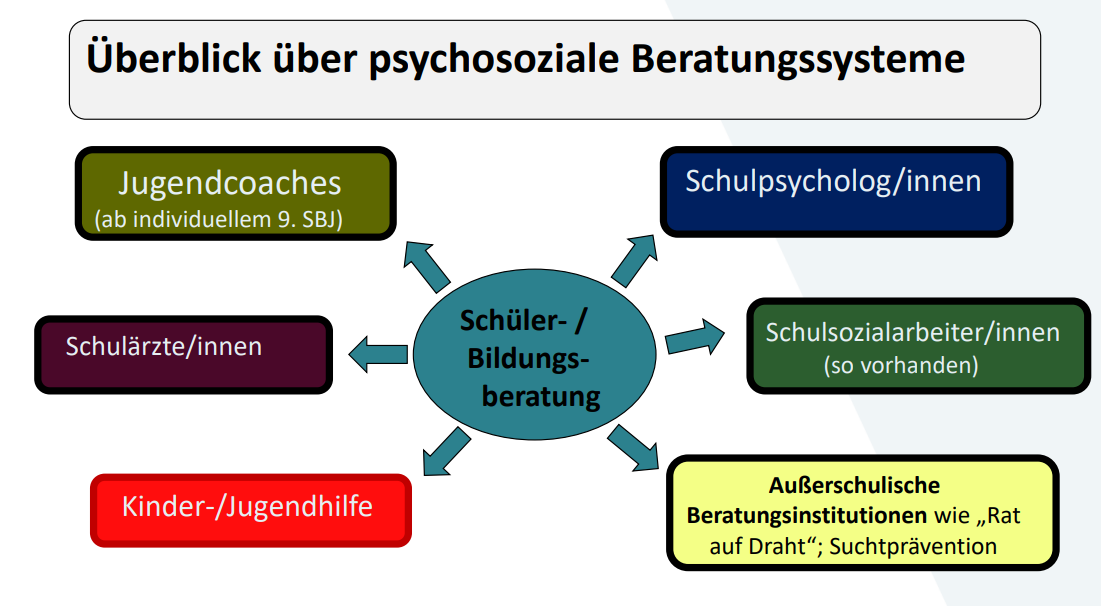 Überblick über psychosoziale Beratungssysteme
Jugendcoaches
(ab individuellem 9. SBJ)
Schulpsycholog/innen
Schüler- /
Bildungs-
beratung
Schulärzte/innen
Schulsozialarbeiter/innen
(so vorhanden)
Kinder-/Jugendhilfe
Außerschulische
Beratungsinstitutionen wie „Rat
auf Draht“; Suchtprävention